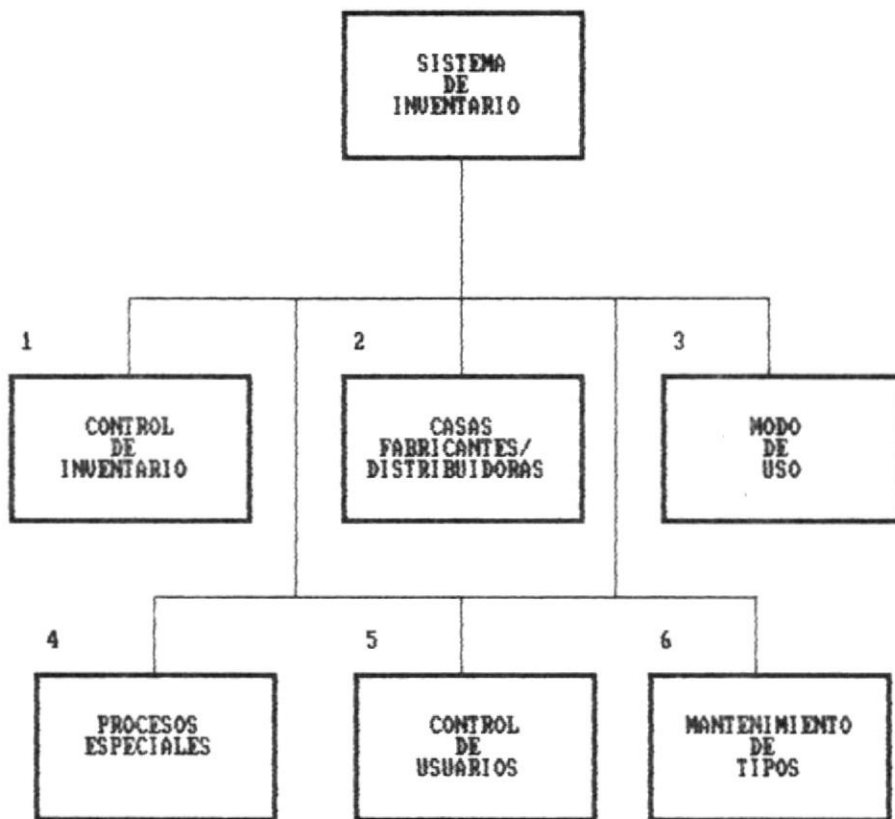 SISTEMA
DE
INVENTARIO
1
2
3
CONTROL
DE
INVENTARIO
CASAS
FABRICANTES/
DISTRIBUIDORAS
MODO
DE
USO
4
5
6
PROCESOS
ESPECIALES
CONTROL
DE
USUARIOS
MANTENIMIENTO
DE
TIPOS